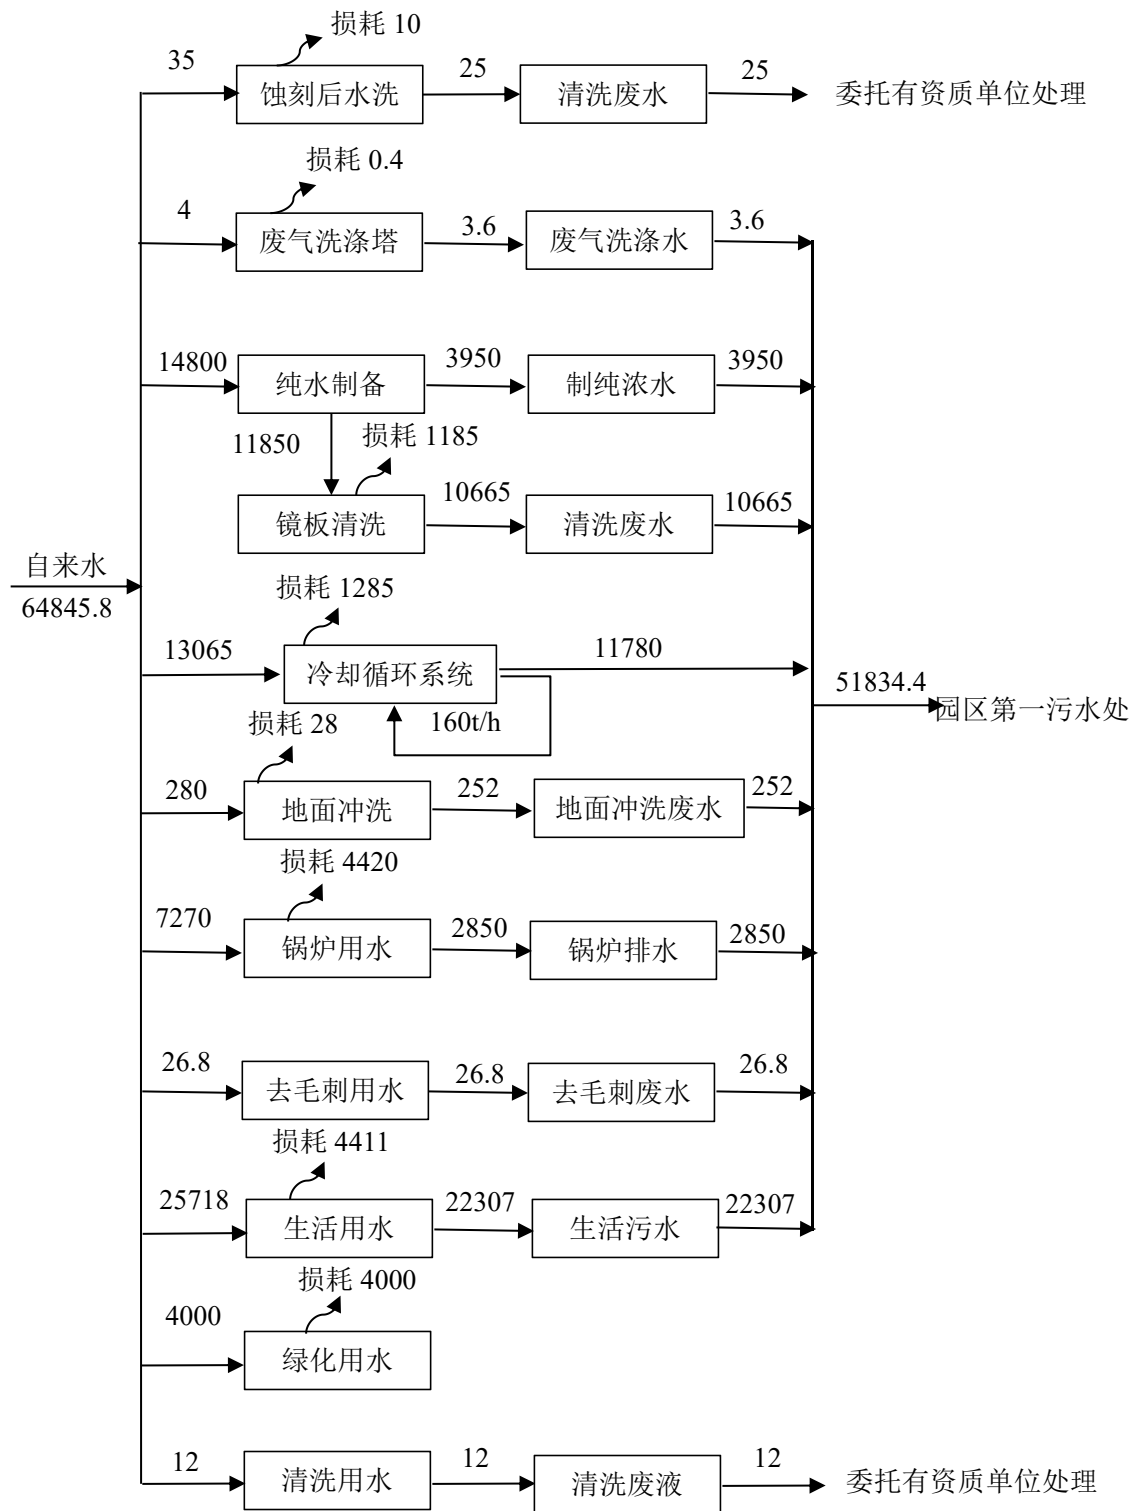 损耗 10
35
蚀刻后水洗
25
清洗废水
25
委托有资质单位处理
损耗 0.4
4
废气洗涤塔
3.6
废气洗涤水
3.6
14800
纯水制备
3950
制纯浓水
3950
11850
损耗 1185
镜板清洗
10665
清洗废水
10665
自来水
64845.8
损耗 1285
13065
冷却循环系统
11780
160t/h
51834.4
园区第一污水处
损耗 28
280
地面冲洗
252
地面冲洗废水
252
损耗 4420
7270
锅炉用水
2850
锅炉排水
2850
26.8
去毛刺用水
26.8
去毛刺废水
26.8
损耗 4411
25718
生活用水
22307
生活污水
22307
损耗 4000
4000
绿化用水
12
清洗用水
12
清洗废液
12
委托有资质单位处理